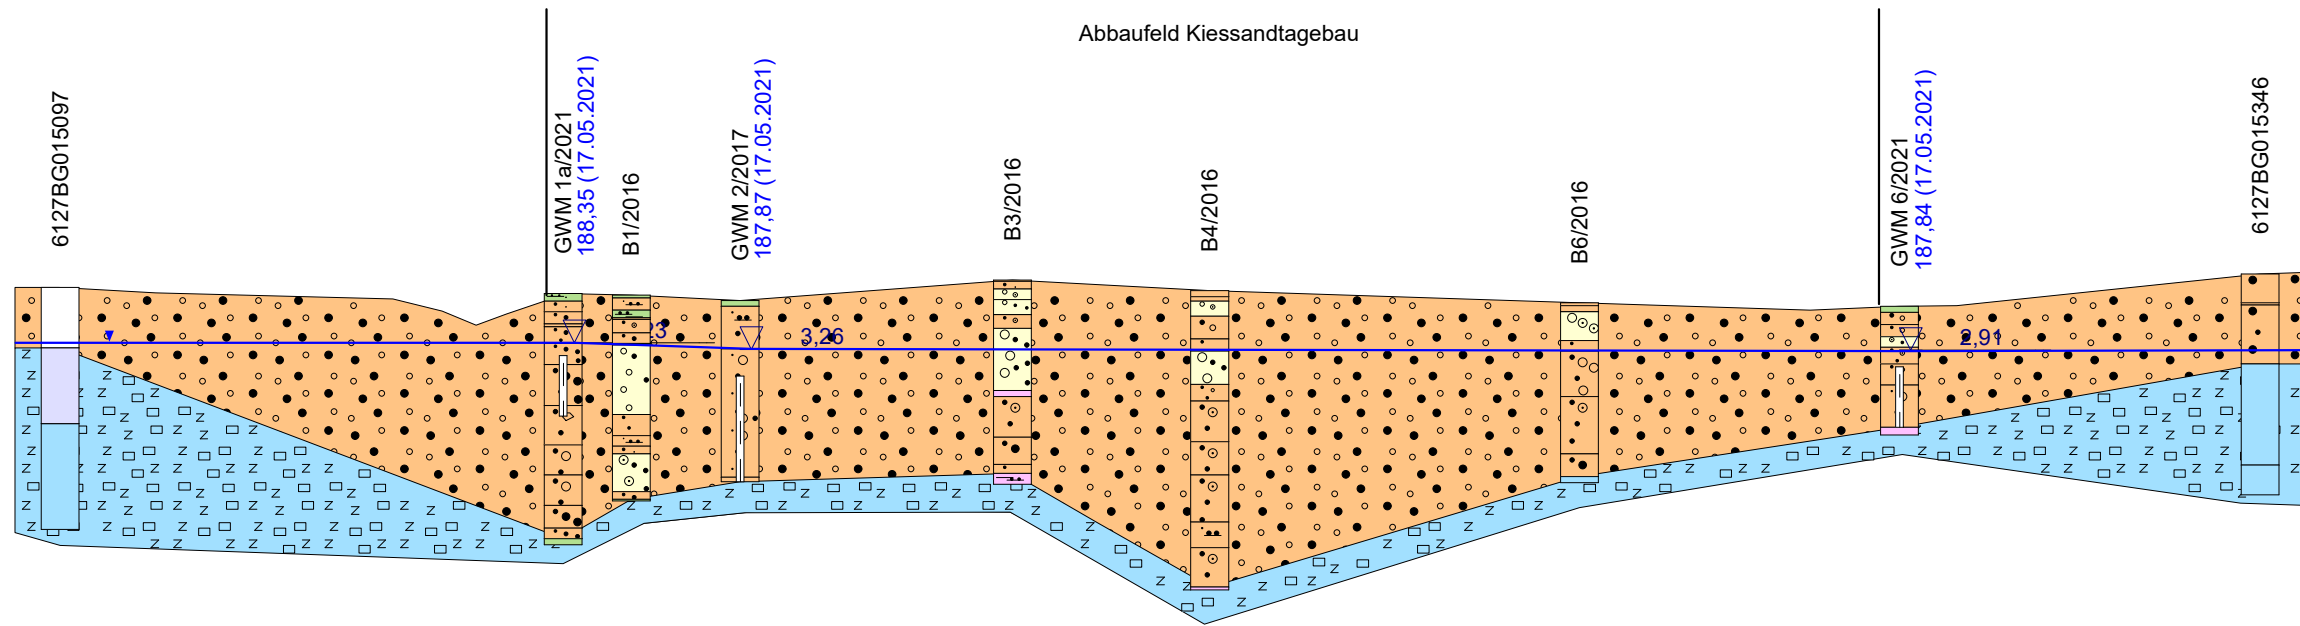 Abbaufeld Kiessandtagebau
6127BG015097
GWM 1a/2021
188,35 (17.05.2021)
B1/2016
GWM 2/2017
187,87 (17.05.2021)
B3/2016
B4/2016
B6/2016
GWM 6/2021
187,84 (17.05.2021)
6127BG015346
23
3,26
2,91